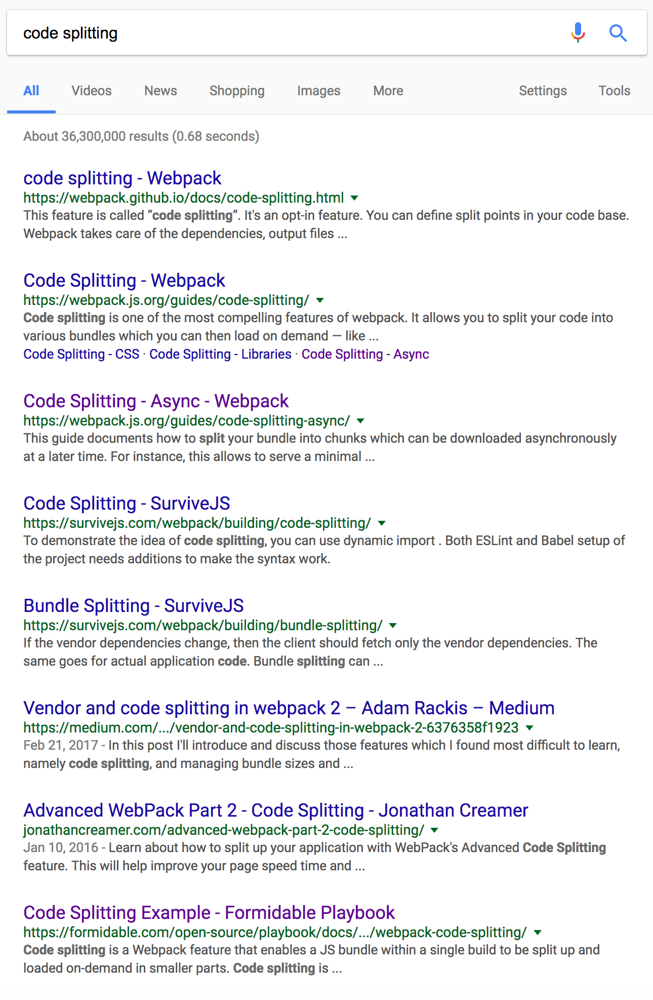 code splitting
All Videos News Shopping Images More Settings Tools
About 36,300,000 results (0.68 seconds)
code splitting - Webpack
https://webpack.github.io/docs/code-splitting.html
This feature is called “code splitting”. It's an opt-in feature. You can define split points in your code base.
Webpack takes care of the dependencies, output files ...
Code Splitting - Webpack
https://webpack.js.org/guides/code-splitting/
Code splitting is one of the most compelling features of webpack. It allows you to split your code into
various bundles which you can then load on demand — like ...
Code Splitting - CSS · Code Splitting - Libraries · Code Splitting - Async
Code Splitting - Async - Webpack
https://webpack.js.org/guides/code-splitting-async/
This guide documents how to split your bundle into chunks which can be downloaded asynchronously
at a later time. For instance, this allows to serve a minimal ...
Code Splitting - SurviveJS
https://survivejs.com/webpack/building/code-splitting/
To demonstrate the idea of code splitting, you can use dynamic import . Both ESLint and Babel setup of
the project needs additions to make the syntax work.
Bundle Splitting - SurviveJS
https://survivejs.com/webpack/building/bundle-splitting/
If the vendor dependencies change, then the client should fetch only the vendor dependencies. The
same goes for actual application code. Bundle splitting can ...
Vendor and code splitting in webpack 2 – Adam Rackis – Medium
https://medium.com/.../vendor-and-code-splitting-in-webpack-2-6376358f1923
Feb 21, 2017 - In this post I'll introduce and discuss those features which I found most difficult to learn,
namely code splitting, and managing bundle sizes and ...
Advanced WebPack Part 2 - Code Splitting - Jonathan Creamer
jonathancreamer.com/advanced-webpack-part-2-code-splitting/
Jan 10, 2016 - Learn about how to split up your application with WebPack's Advanced Code Splitting
feature. This will help improve your page speed time and ...
Code Splitting Example - Formidable Playbook
https://formidable.com/open-source/playbook/docs/.../webpack-code-splitting/
Code splitting is a Webpack feature that enables a JS bundle within a single build to be split up and
loaded on-demand in smaller parts. Code splitting is ...